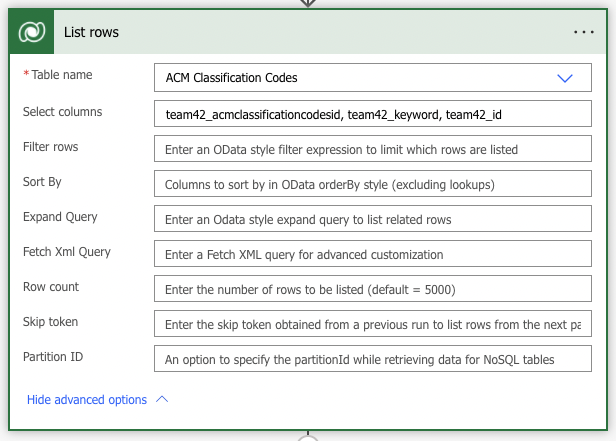 List rows
* Table name
ACM Classification Codes
Select columns
team42_acmclassificationcodesid, team42_keyword, team42_id
Filter rows
Enter an OData style filter expression to limit which rows are listed
Sort By
Columns to sort by in OData orderBy style (excluding lookups)
Expand Query
Enter an Odata style expand query to list related rows
Fetch Xml Query
Enter a Fetch XML query for advanced customization
Row count
Enter the number of rows to be listed (default = 5000)
Skip token
Enter the skip token obtained from a previous run to list rows from the next pa
Partition ID
An option to specify the partitionId while retrieving data for NoSQL tables
Hide advanced options